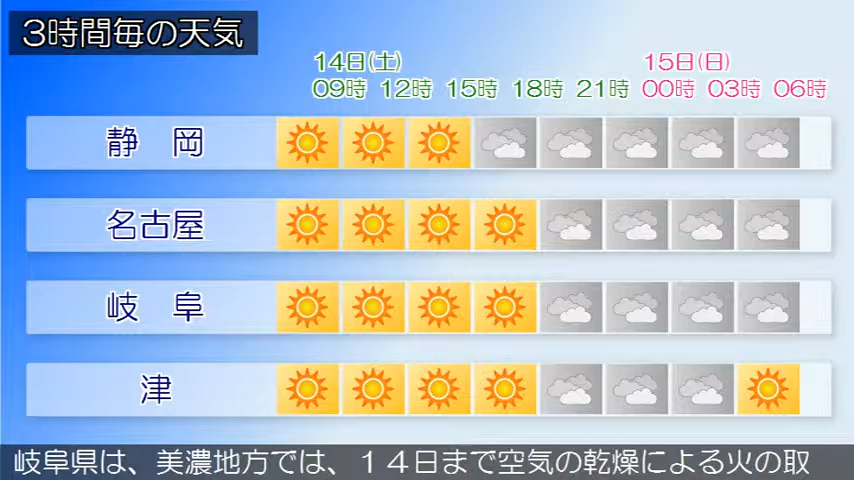 3時間毎の天気
14日(土) 15日(日)
09時 12時 15時 18時 21時 00時 03時 06時
静 岡
名古屋
岐 阜
津
岐阜県は、美濃地方では、14日まで空気の乾燥による火の取